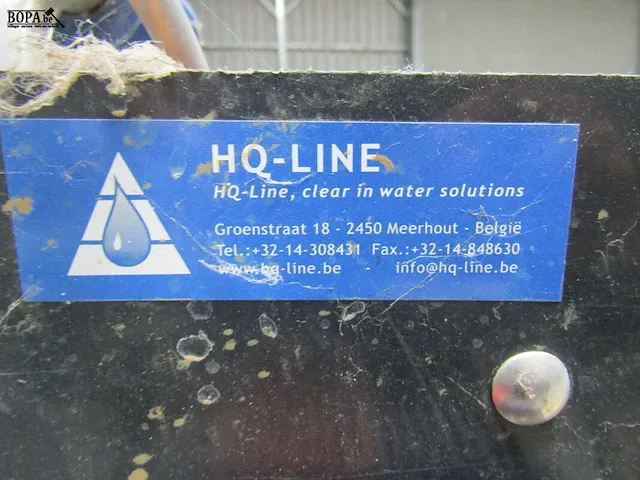 BOPA.be
HQ-LINE
HQ-Line, clear in water solutions
Groenstraat 18 - 2450 Meerhout - België
Tel.:+32-14-308431 Fax.:+32-14-848630
www.hq-line.be info@hq-line.be